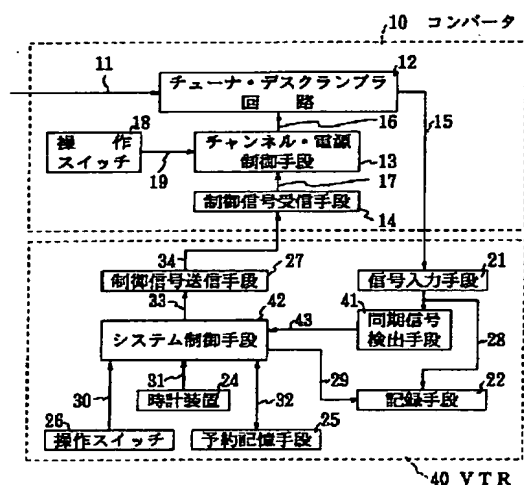 10 コンバータ
11
チューナ・デスクランブラ
回路
12
15
16
18
操作
スイッチ
19
チャンネル・電源
制御手段
13
17
制御信号受信手段
14
34
制御信号送信手段
27
信号入力手段
21
33
42
41
システム制御手段
43
同期信号
検出手段
28
30
31
24
時計装置
32
29
22
記録手段
26
操作スイッチ
25
予約記憶手段
40 VTR